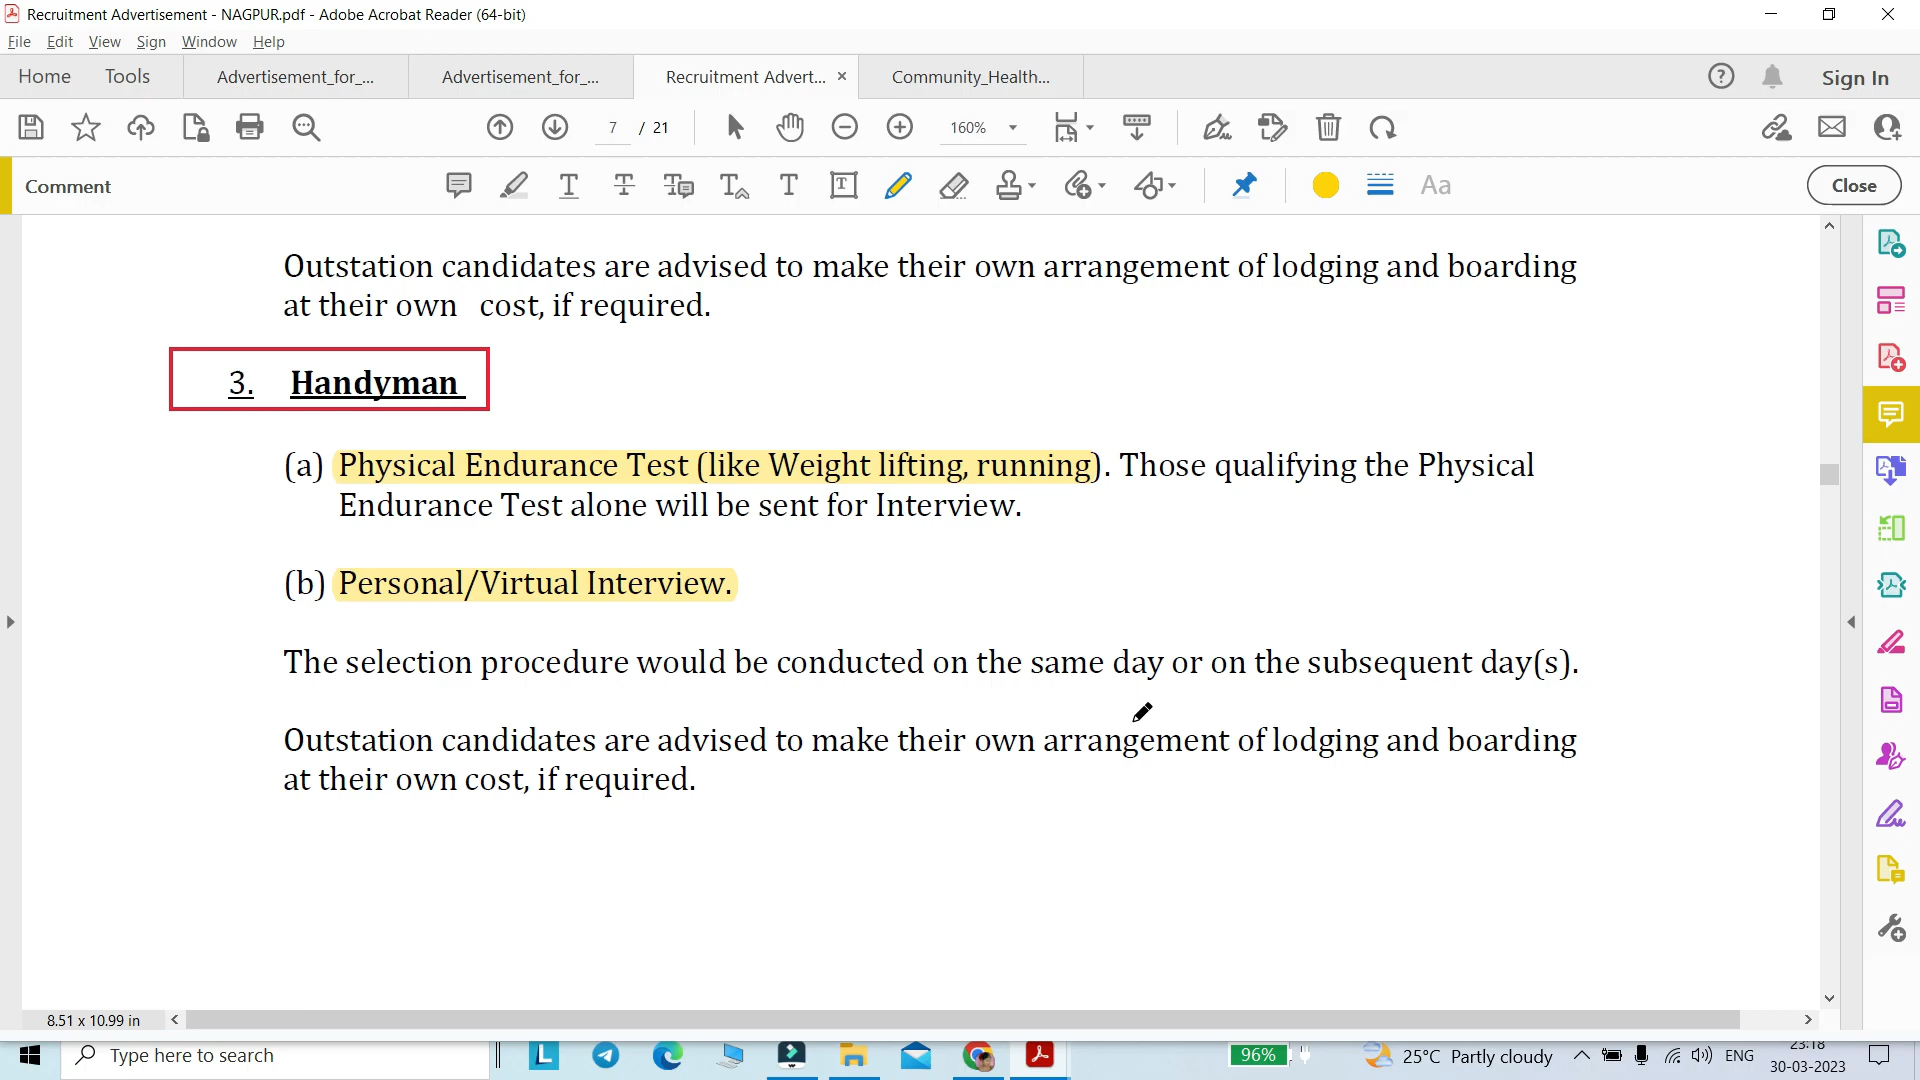 Recruitment Advertisement - NAGPUR.pdf - Adobe Acrobat Reader (64-bit)
File Edit View Sign Window Help
Home Tools Advertisement_for_... Advertisement_for_... Recruitment Advert... Community_Health... Sign In
7 / 21 160%
Comment Close
Outstation candidates are advised to make their own arrangement of lodging and boarding
at their own cost, if required.
3. Handyman
(a) Physical Endurance Test (like Weight lifting, running). Those qualifying the Physical
Endurance Test alone will be sent for Interview.
(b) Personal/Virtual Interview.
The selection procedure would be conducted on the same day or on the subsequent day(s).
Outstation candidates are advised to make their own arrangement of lodging and boarding
at their own cost, if required.
8.51 x 10.99 in
Type here to search 96% 25°C Partly cloudy ENG 23:18
30-03-2023